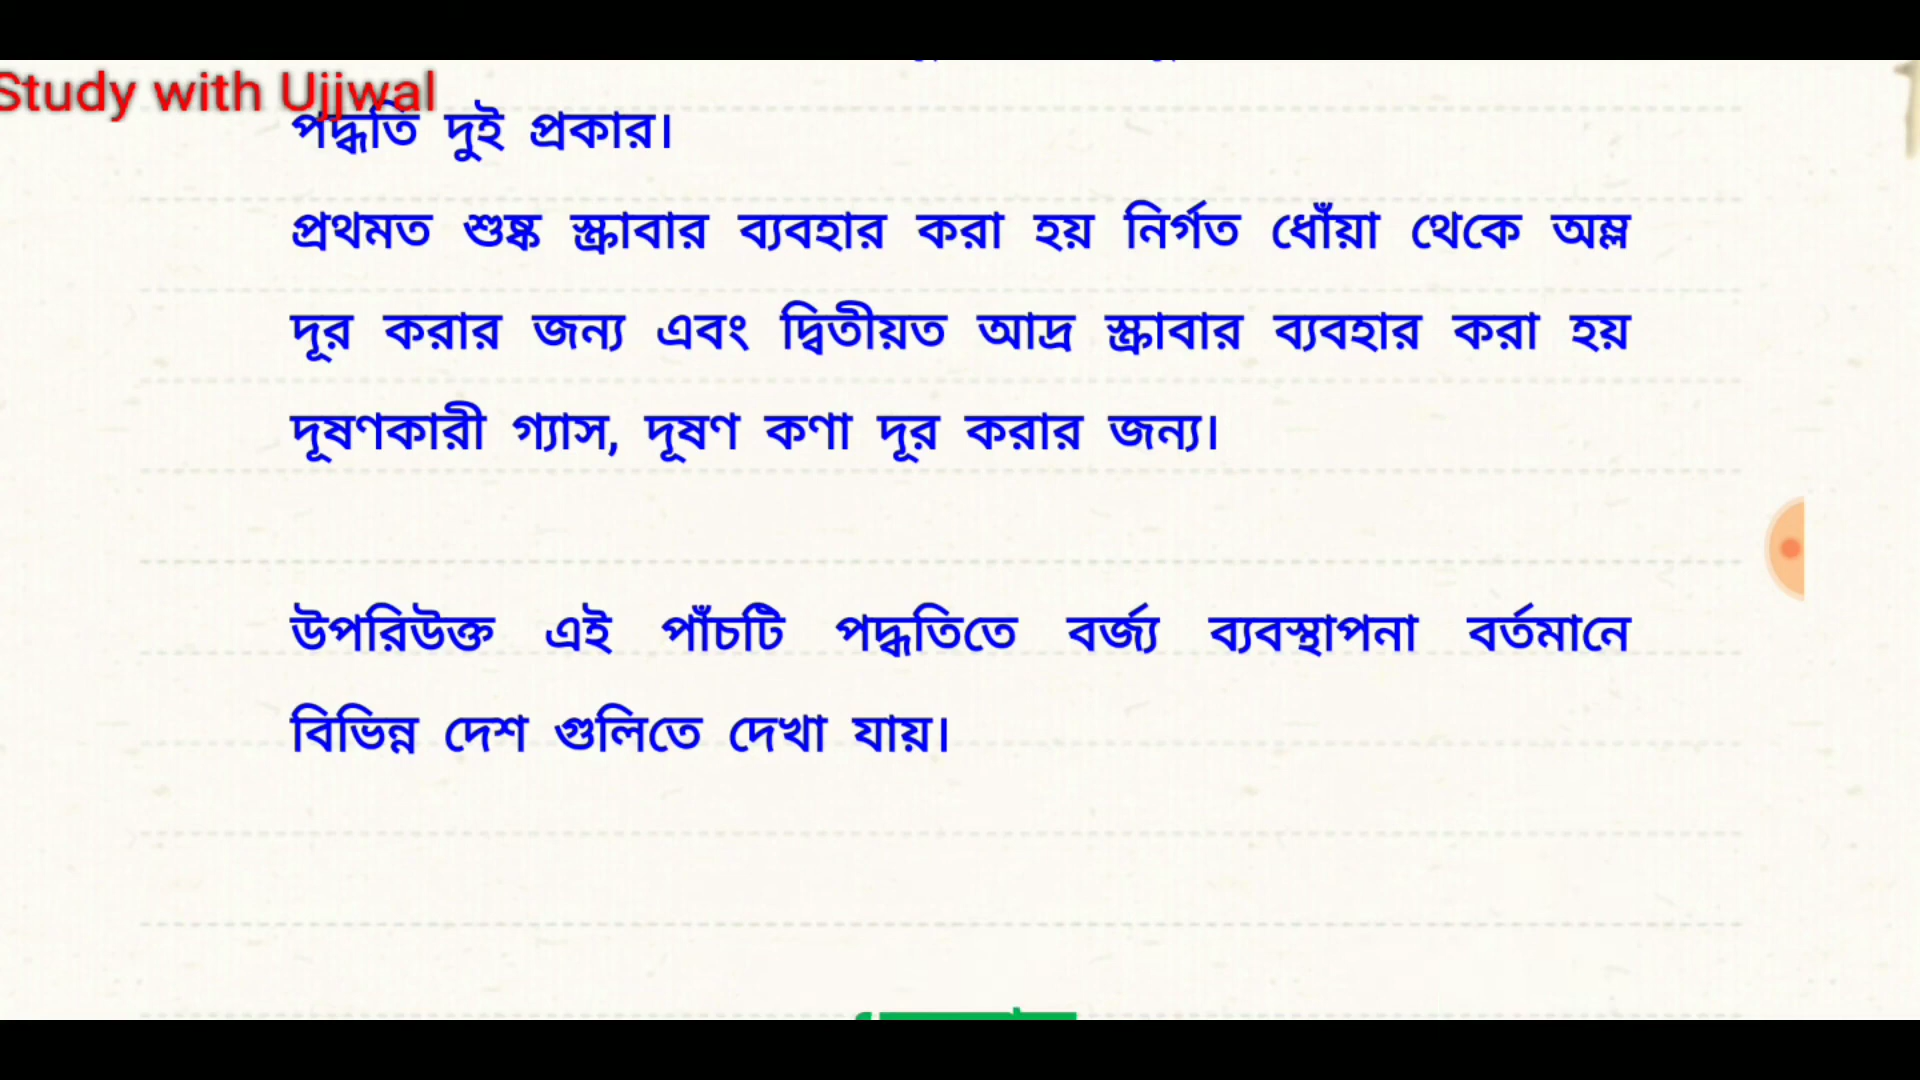 Study with Ujjwal
পদ্ধতি দুই প্রকার।
প্রথমত শুষ্ক স্ক্রাবার ব্যবহার করা হয় নির্গত ধোঁয়া থেকে অম্ল
দূর করার জন্য এবং দ্বিতীয়ত আদ্র স্ক্রাবার ব্যবহার করা হয়
দূষণকারী গ্যাস, দূষণ কণা দূর করার জন্য।
উপরিউক্ত এই পাঁচটি পদ্ধতিতে বর্জ্য ব্যবস্থাপনা বর্তমানে
বিভিন্ন দেশ গুলিতে দেখা যায়।